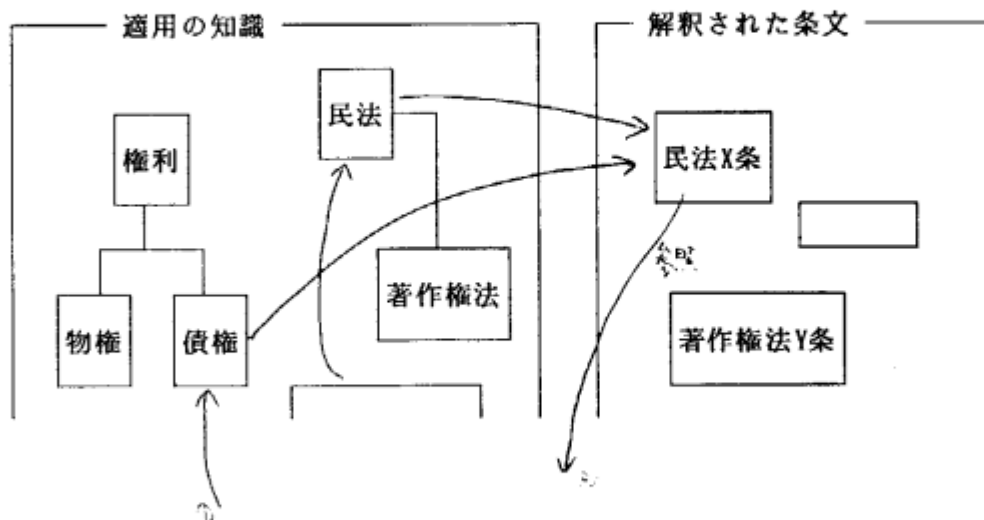 適用の知識
解釈された条文
民法
権利
民法X条
著作権法
物権
債権
著作権法Y条